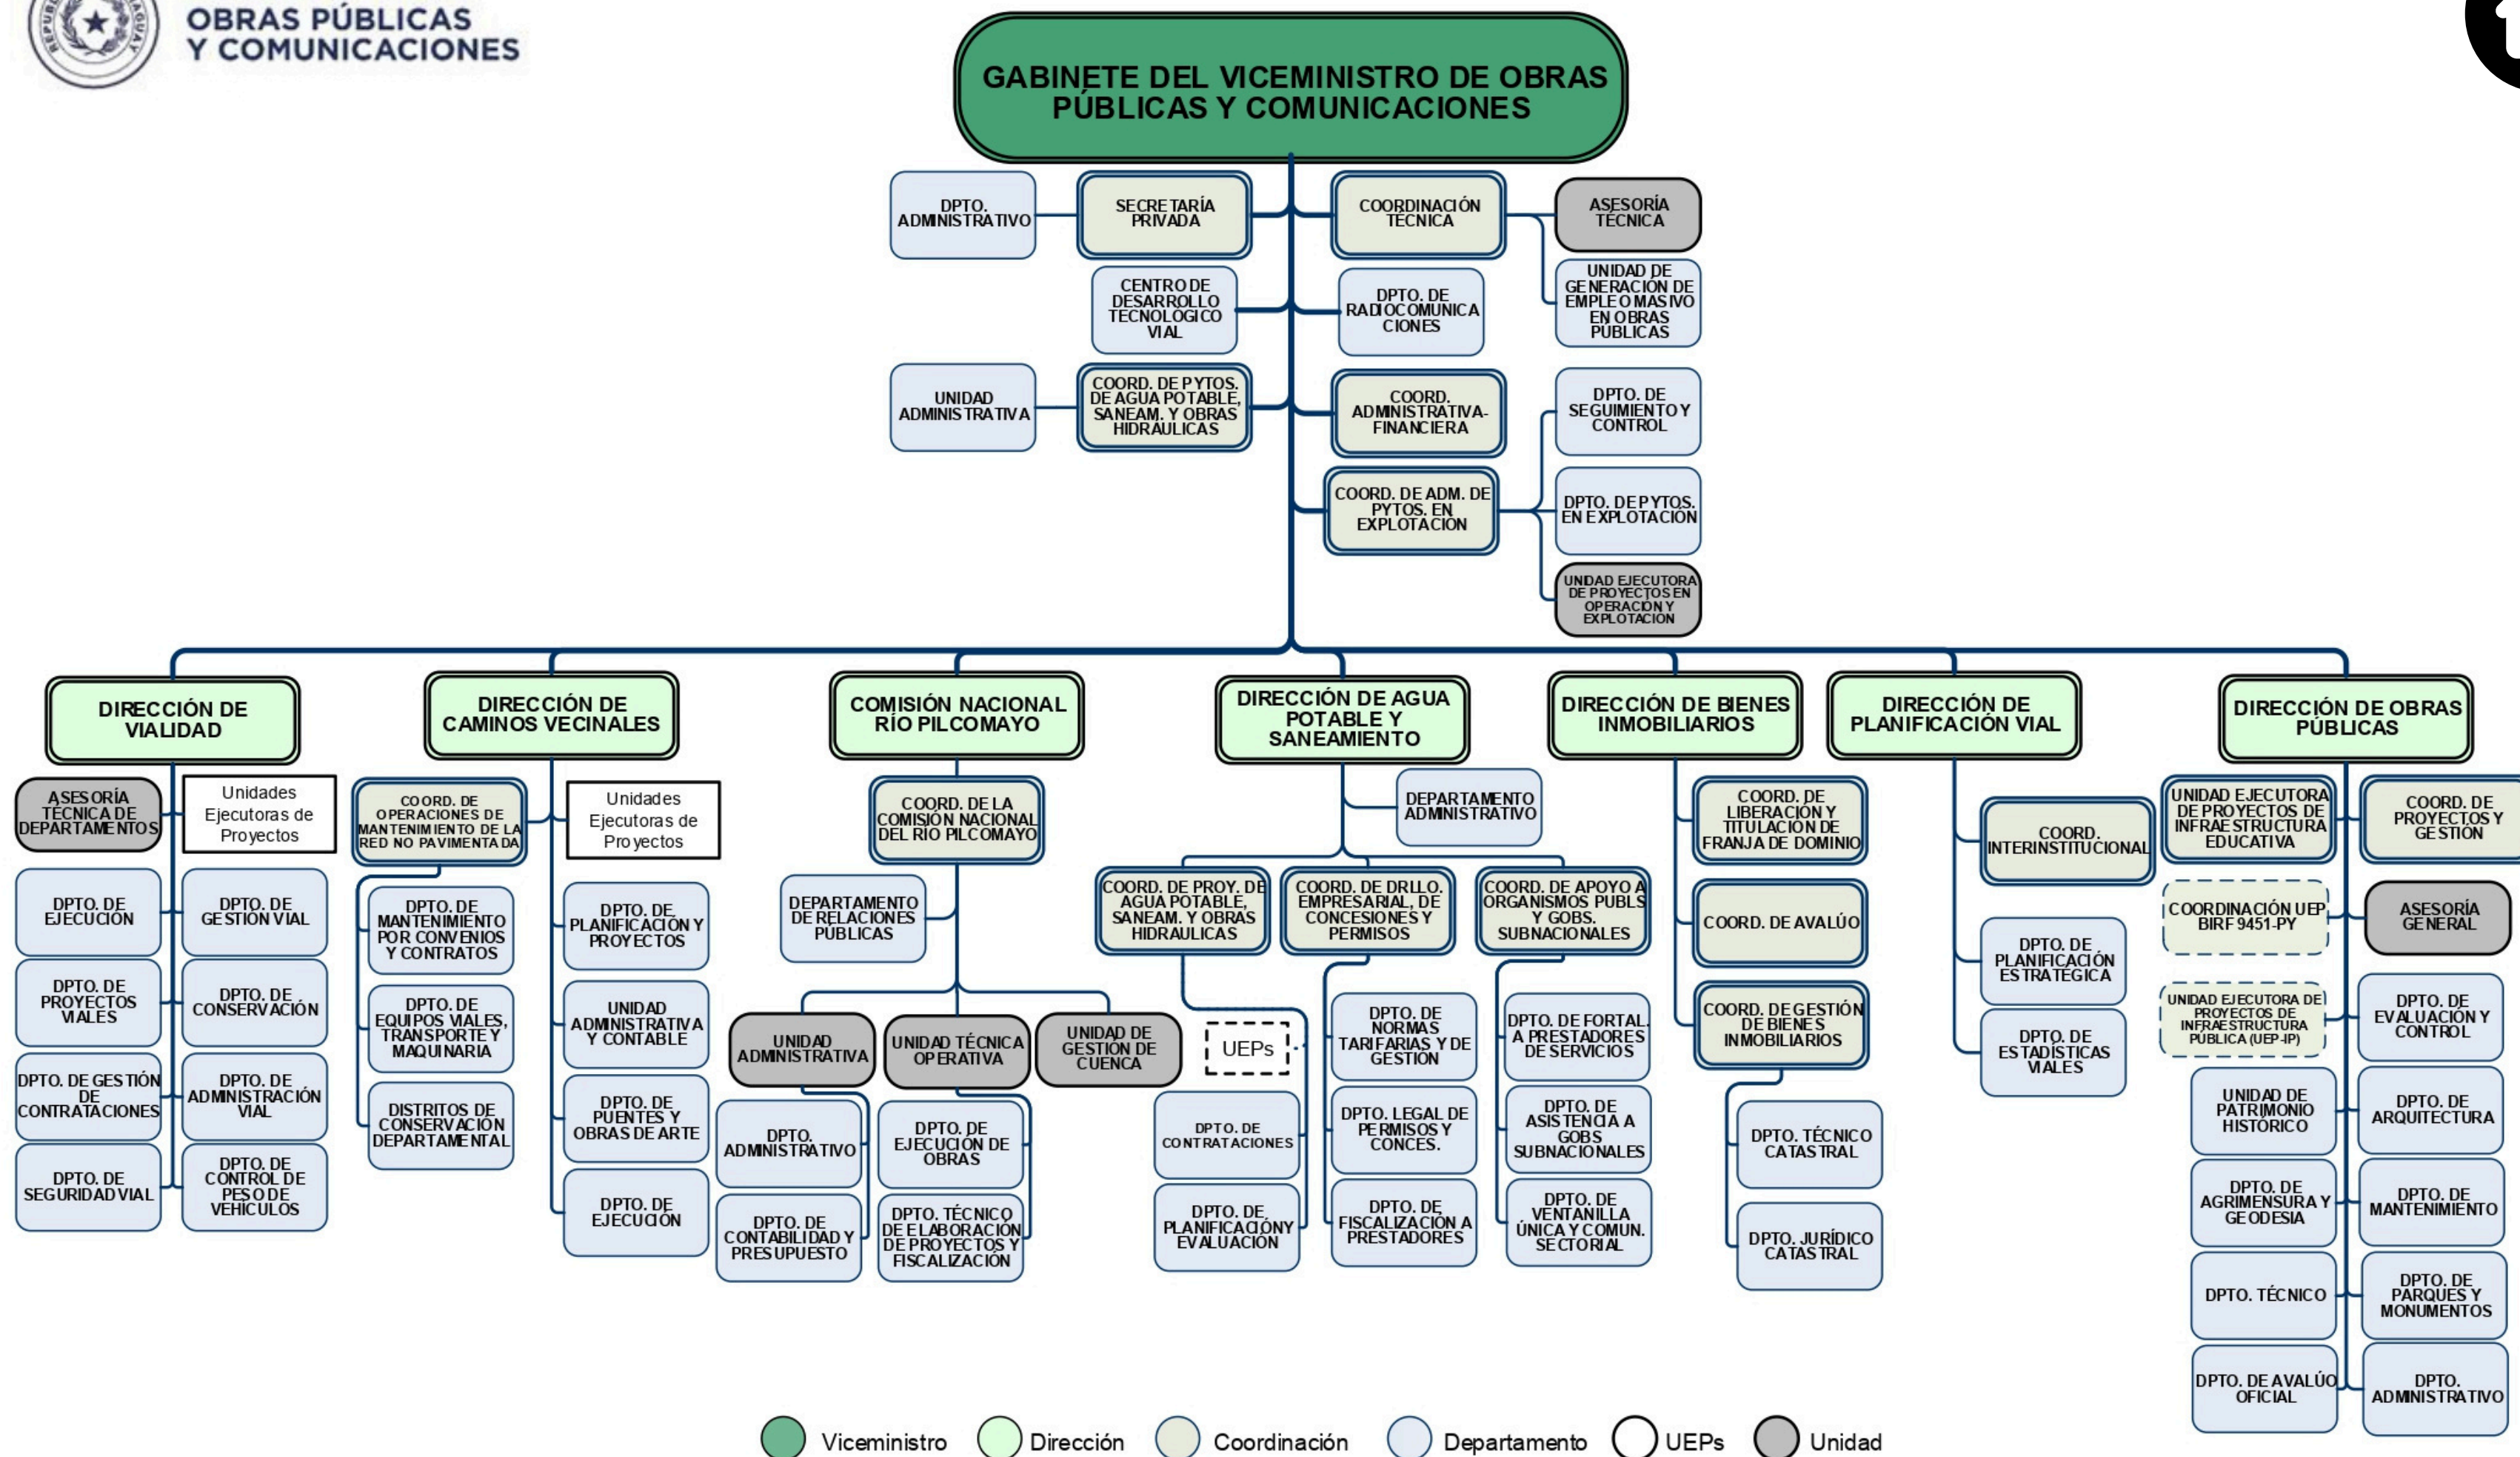 OBRAS PÚBLICAS
Y COMUNICACIONES
GABINETE DEL VICEMINISTRO DE OBRAS
PÚBLICAS Y COMUNICACIONES
DPTO.
ADMINISTRATIVO
SECRETARÍA
PRIVADA
COORDINACIÓN
TÉCNICA
ASESORÍA
TÉCNICA
CENTRO DE
DESARROLLO
TECNOLÓGICO
VIAL
DPTO. DE
RADIOCOMUNICA
CIONES
UNIDAD DE
GENERACIÓN DE
EMPLEO MASIVO
EN OBRAS
PÚBLICAS
UNIDAD
ADMINISTRATIVA
COORD. DE PYTOS.
DE AGUA POTABLE,
SANEAM. Y OBRAS
HIDRÁULICAS
COORD.
ADMINISTRATIVA-
FINANCIERA
DPTO. DE
SEGUIMIENTO Y
CONTROL
COORD. DE ADM. DE
PYTOS. EN
EXPLOTACIÓN
DPTO. DE PYTOS.
EN EXPLOTACIÓN
UNIDAD EJECUTORA
DE PROYECTOS EN
OPERACIÓN Y
EXPLOTACIÓN
DIRECCIÓN DE
VIALIDAD
DIRECCIÓN DE
CAMINOS VECINALES
COMISIÓN NACIONAL
RÍO PILCOMAYO
DIRECCIÓN DE AGUA
POTABLE Y
SANEAMIENTO
DIRECCIÓN DE BIENES
INMOBILIARIOS
DIRECCIÓN DE
PLANIFICACIÓN VIAL
DIRECCIÓN DE OBRAS
PÚBLICAS
ASESORÍA
TÉCNICA DE
DEPARTAMENTOS
Unidades
Ejecutoras de
Proyectos
DPTO. DE
EJECUCIÓN
DPTO. DE
GESTIÓN VIAL
DPTO. DE
PROYECTOS
VIALES
DPTO. DE
CONSERVACIÓN
DPTO. DE GESTIÓN
DE
CONTRATACIONES
DPTO. DE
ADMINISTRACIÓN
VIAL
DPTO. DE
SEGURIDAD VIAL
DPTO. DE
CONTROL DE
PESO DE
VEHÍCULOS
COORD. DE
OPERACIONES DE
MANTENIMIENTO DE LA
RED NO PAVIMENTADA
Unidades
Ejecutoras de
Proyectos
DPTO. DE
MANTENIMIENTO
POR CONVENIOS
Y CONTRATOS
DPTO. DE
PLANIFICACIÓN Y
PROYECTOS
DPTO. DE
EQUIPOS VIALES,
TRANSPORTE Y
MAQUINARIA
UNIDAD
ADMINISTRATIVA
Y CONTABLE
DISTRITOS DE
CONSERVACIÓN
DEPARTAMENTAL
DPTO. DE
PUENTES Y
OBRAS DE ARTE
DPTO. DE
EJECUCIÓN
COORD. DE LA
COMISIÓN NACIONAL
DEL RÍO PILCOMAYO
DEPARTAMENTO
DE RELACIONES
PÚBLICAS
UNIDAD
ADMINISTRATIVA
UNIDAD TÉCNICA
OPERATIVA
UNIDAD DE
GESTIÓN DE
CUENCA
DPTO.
ADMINISTRATIVO
DPTO. DE
EJECUCIÓN DE
OBRAS
DPTO. DE
CONTABILIDAD Y
PRESUPUESTO
DPTO. TÉCNICO
DE ELABORACIÓN
DE PROYECTOS Y
FISCALIZACIÓN
DEPARTAMENTO
ADMINISTRATIVO
COORD. DE PROY. DE
AGUA POTABLE,
SANEAM. Y OBRAS
HIDRAULICAS
COORD. DE DRLLO.
EMPRESARIAL, DE
CONCESIONES Y
PERMISOS
COORD. DE APOYO A
ORGANISMOS PUBLS
Y GOBS.
SUBNACIONALES
UEPs
DPTO. DE
CONTRATACIONES
DPTO. DE
PLANIFICACIÓN Y
EVALUACIÓN
DPTO. DE
NORMAS
TARIFARIAS Y DE
GESTIÓN
DPTO. LEGAL DE
PERMISOS Y
CONCES.
DPTO. DE
FISCALIZACIÓN A
PRESTADORES
DPTO. DE FORTAL.
A PRESTADORES
DE SERVICIOS
DPTO. DE
ASISTENCIA A
GOBS
SUBNACIONALES
DPTO. DE
VENTANILLA
ÚNICA Y COMUN.
SECTORIAL
COORD. DE
LIBERACIÓN Y
TITULACIÓN DE
FRANJA DE DOMINIO
COORD. DE AVALÚO
COORD. DE GESTIÓN
DE BIENES
INMOBILIARIOS
DPTO. TÉCNICO
CATASTRAL
DPTO. JURÍDICO
CATASTRAL
COORD.
INTERINSTITUCIONAL
DPTO. DE
PLANIFICACIÓN
ESTRATÉGICA
DPTO. DE
ESTADÍSTICAS
VIALES
UNIDAD EJECUTORA
DE PROYECTOS DE
INFRAESTRUCTURA
EDUCATIVA
COORD. DE
PROYECTOS Y
GESTIÓN
COORDINACIÓN UEP
BIRF 9451-PY
ASESORÍA
GENERAL
UNIDAD EJECUTORA DE
PROYECTOS DE
INFRAESTRUCTURA
PÚBLICA (UEP-IP)
DPTO. DE
EVALUACIÓN Y
CONTROL
UNIDAD DE
PATRIMONIO
HISTÓRICO
DPTO. DE
ARQUITECTURA
DPTO. DE
AGRIMENSURA Y
GEODESIA
DPTO. DE
MANTENIMIENTO
DPTO. TÉCNICO
DPTO. DE
PARQUES Y
MONUMENTOS
DPTO. DE AVALÚO
OFICIAL
DPTO.
ADMINISTRATIVO
Viceministro
Dirección
Coordinación
Departamento
UEPs
Unidad